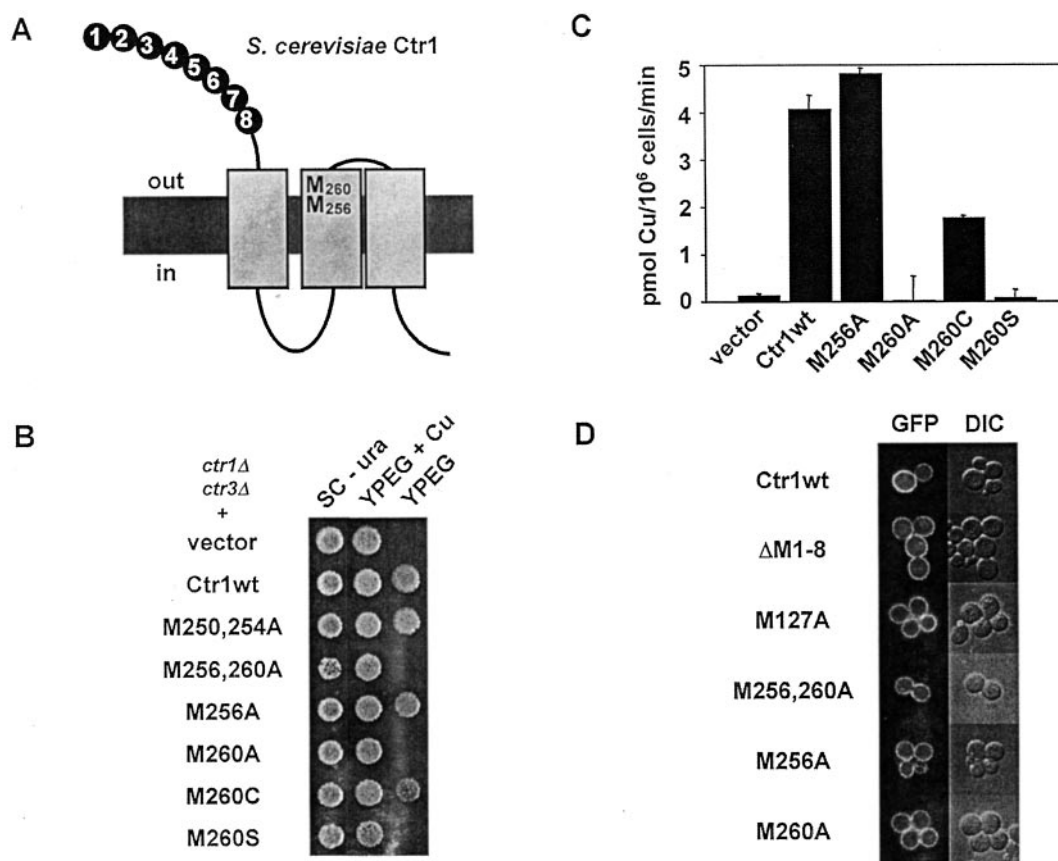 A
1 2 3 4 5 6 7 8
S. cerevisiae Ctr1
out
in
M260
M256
C
pmol Cu/10⁶ cells/min
5
4
3
2
1
0
vector
Ctr1wt
M256A
M260A
M260C
M260S
B
ctr1Δ
ctr3Δ
+
SC - ura
YPEG + Cu
YPEG
vector
Ctr1wt
M250,254A
M256,260A
M256A
M260A
M260C
M260S
D
GFP DIC
Ctr1wt
ΔM1-8
M127A
M256,260A
M256A
M260A